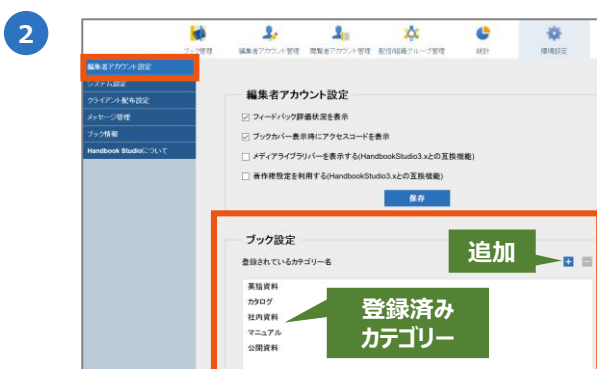 2
ブック管理 編集者アカウント管理 閲覧者アカウント管理 配信/組織グループ管理 統計 環境設定
編集者アカウント設定
システム設定
クライアント配布設定
メッセージ管理
ブック情報
Handbook Studioについて
編集者アカウント設定
フィードバック評価状況を表示
ブックカバー表示時にアクセスコードを表示
メディアライブラリバーを表示する(HandbookStudio3.xとの互換機能)
著作権設定を利用する(HandbookStudio3.xとの互換機能)
保存
ブック設定
登録されているカテゴリー名
追加
英垣資料
カタログ
社内資料
マニュアル
公開資料
登録済み
カテゴリー